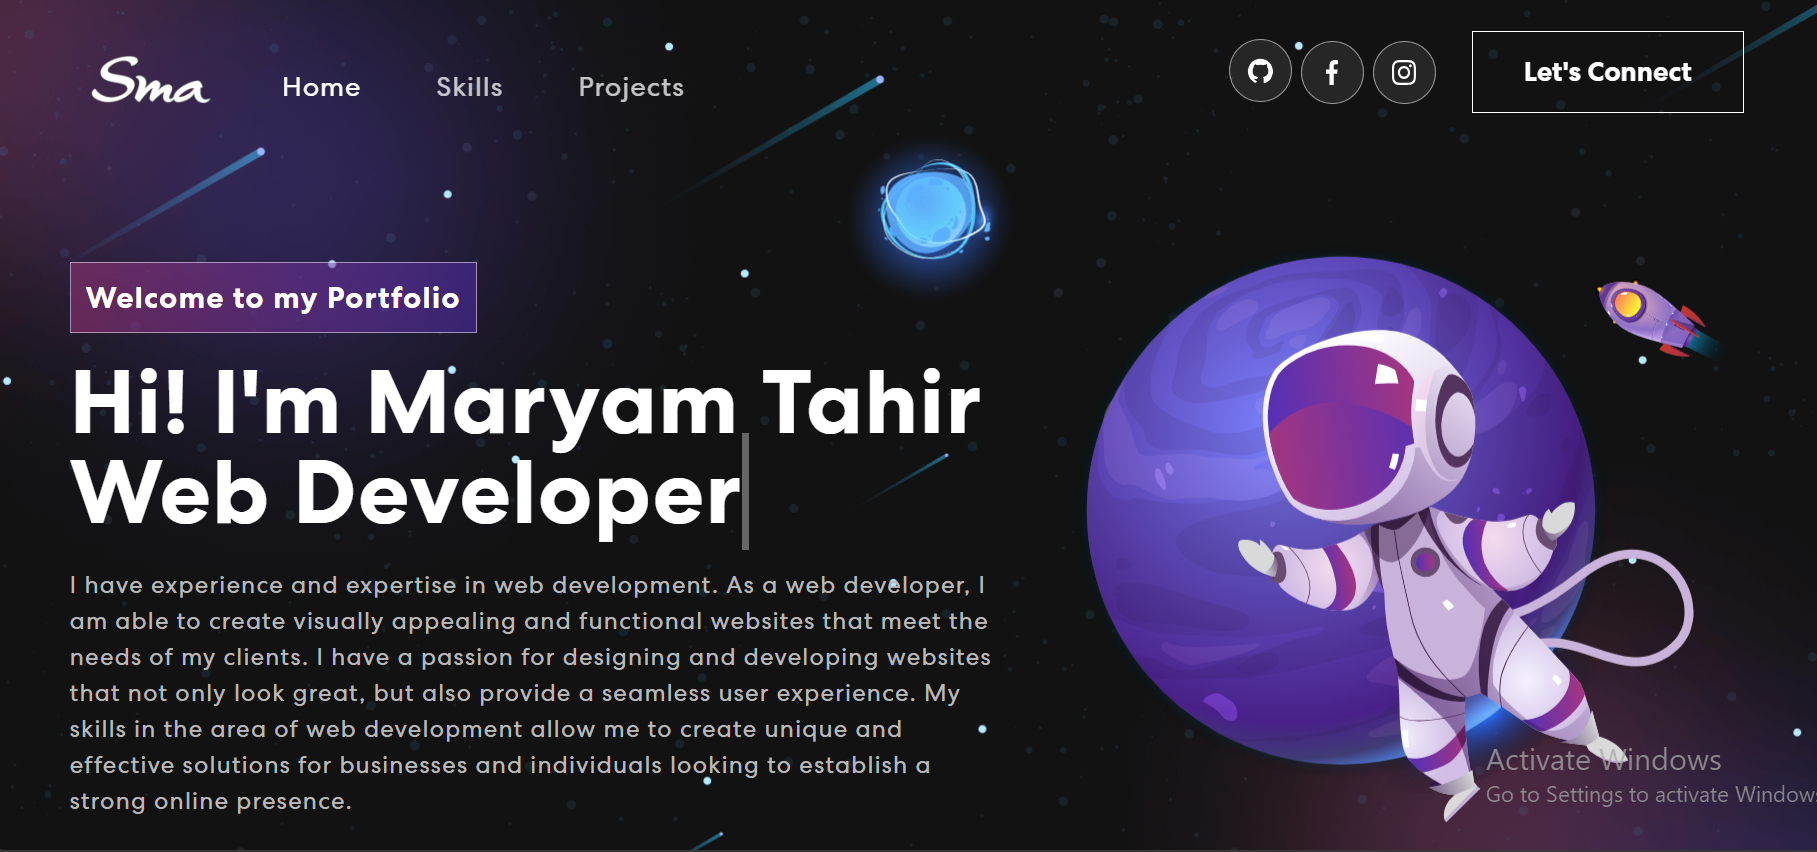 Sma
Home
Skills
Projects
Let's Connect
Welcome to my Portfolio
Hi! I'm Maryam Tahir
Web Developer
I have experience and expertise in web development. As a web developer, I
am able to create visually appealing and functional websites that meet the
needs of my clients. I have a passion for designing and developing websites
that not only look great, but also provide a seamless user experience. My
skills in the area of web development allow me to create unique and
effective solutions for businesses and individuals looking to establish a
strong online presence.
Activate Windows
Go to Settings to activate Windows